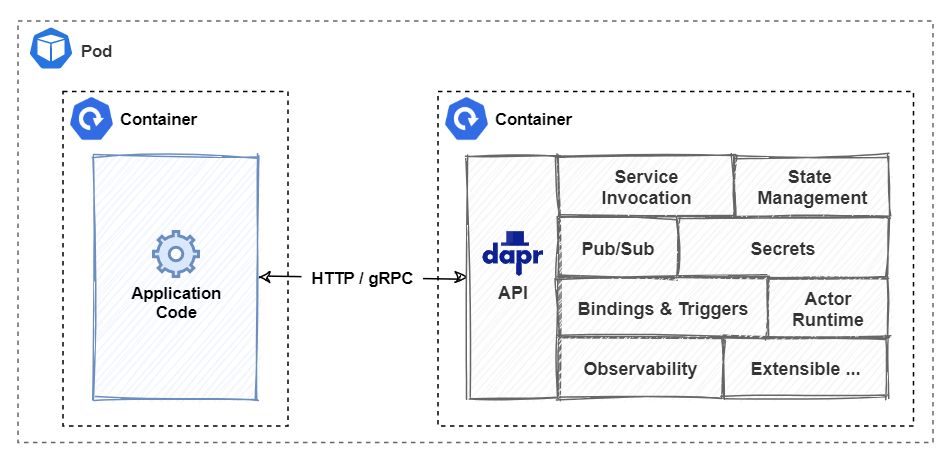 Pod
Container
Application
Code
HTTP / gRPC
Container
dapr
API
Service
Invocation
State
Management
Pub/Sub
Secrets
Bindings & Triggers
Actor
Runtime
Observability
Extensible ...